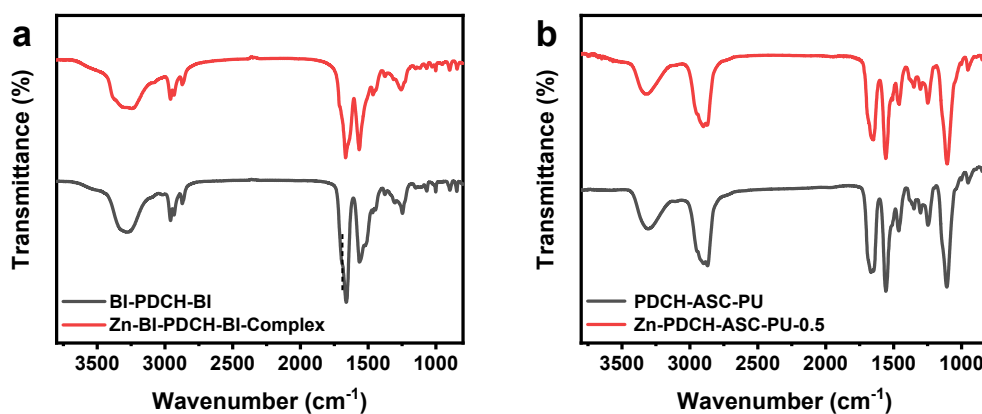 a
Transmittance (%)
BI-PDCH-BI
Zn-BI-PDCH-BI-Complex
3500 3000 2500 2000 1500 1000
Wavenumber (cm-1)
b
Transmittance (%)
PDCH-ASC-PU
Zn-PDCH-ASC-PU-0.5
3500 3000 2500 2000 1500 1000
Wavenumber (cm-1)